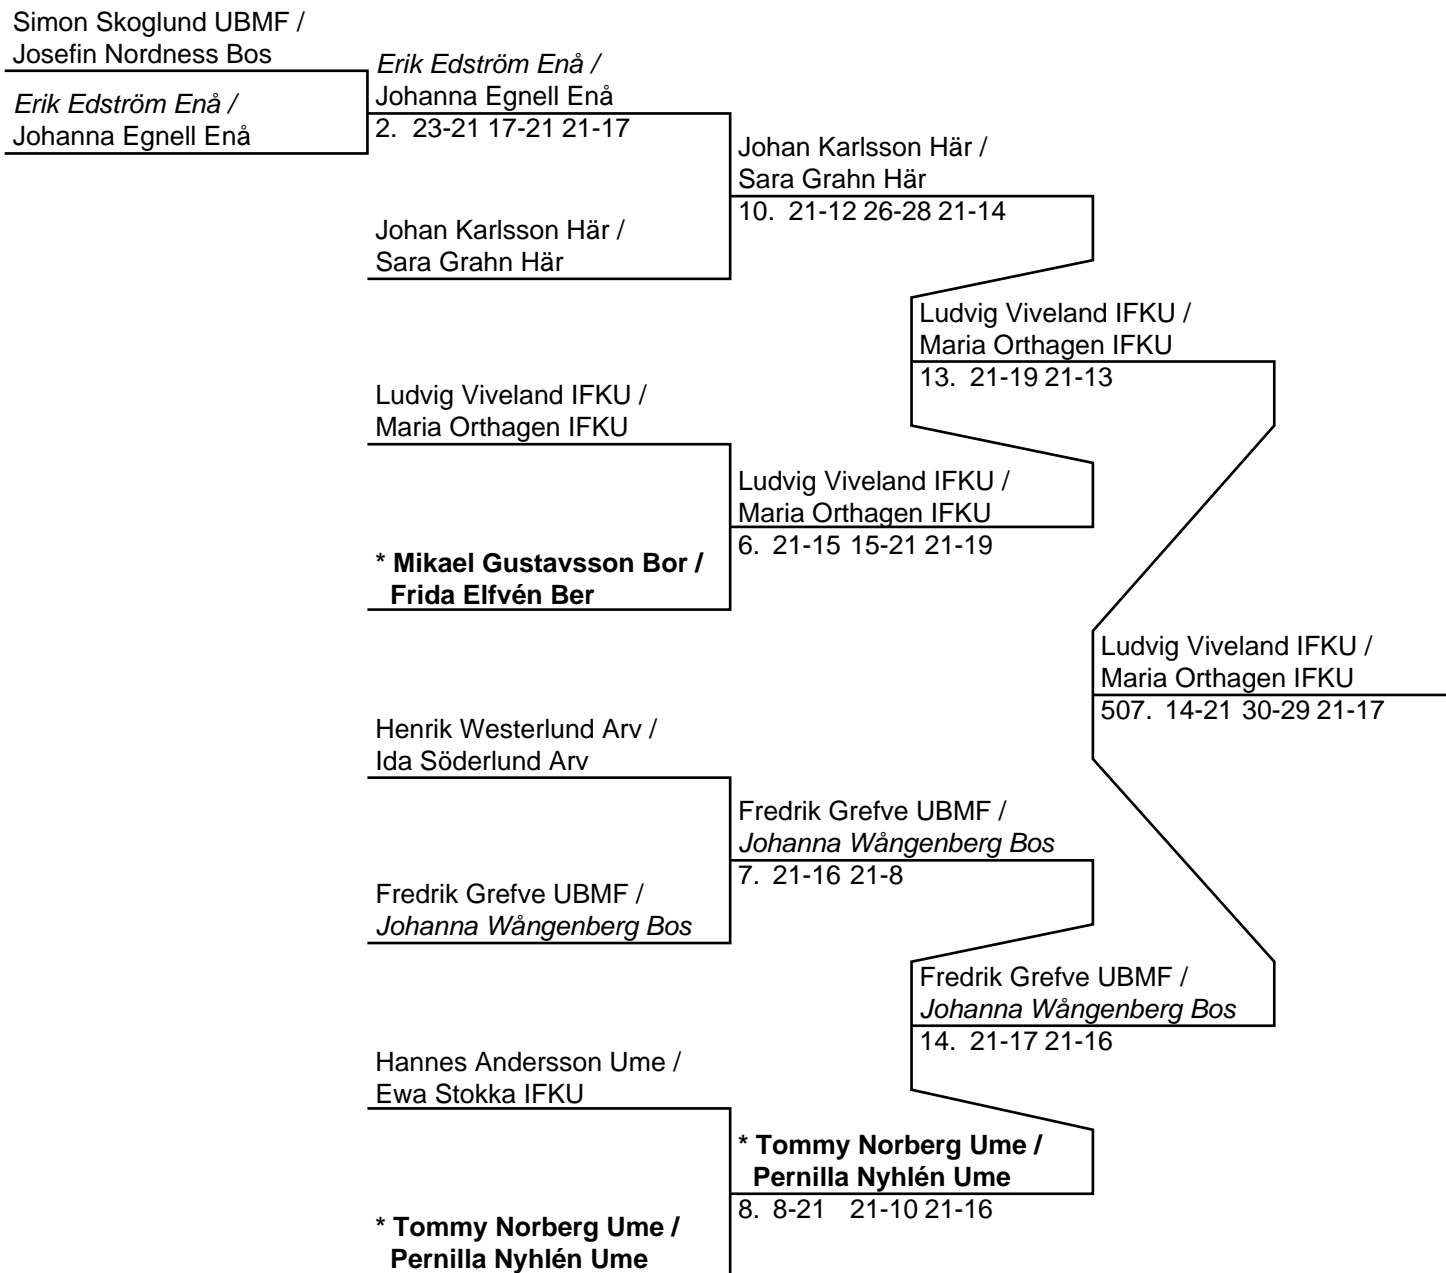 Simon Skoglund UBMF /
Josefin Nordness Bos
Erik Edström Enå /
Johanna Egnell Enå
Erik Edström Enå /
Johanna Egnell Enå
2. 23-21 17-21 21-17
Johan Karlsson Här /
Sara Grahn Här
Johan Karlsson Här /
Sara Grahn Här
10. 21-12 26-28 21-14
Ludvig Viveland IFKU /
Maria Orthagen IFKU
13. 21-19 21-13
Ludvig Viveland IFKU /
Maria Orthagen IFKU
Ludvig Viveland IFKU /
Maria Orthagen IFKU
6. 21-15 15-21 21-19
* Mikael Gustavsson Bor /
Frida Elfvén Ber
Ludvig Viveland IFKU /
Maria Orthagen IFKU
507. 14-21 30-29 21-17
Henrik Westerlund Arv /
Ida Söderlund Arv
Fredrik Grefve UBMF /
Johanna Wångenberg Bos
7. 21-16 21-8
Fredrik Grefve UBMF /
Johanna Wångenberg Bos
Fredrik Grefve UBMF /
Johanna Wångenberg Bos
14. 21-17 21-16
Hannes Andersson Ume /
Ewa Stokka IFKU
* Tommy Norberg Ume /
Pernilla Nyhlén Ume
8. 8-21 21-10 21-16
* Tommy Norberg Ume /
Pernilla Nyhlén Ume